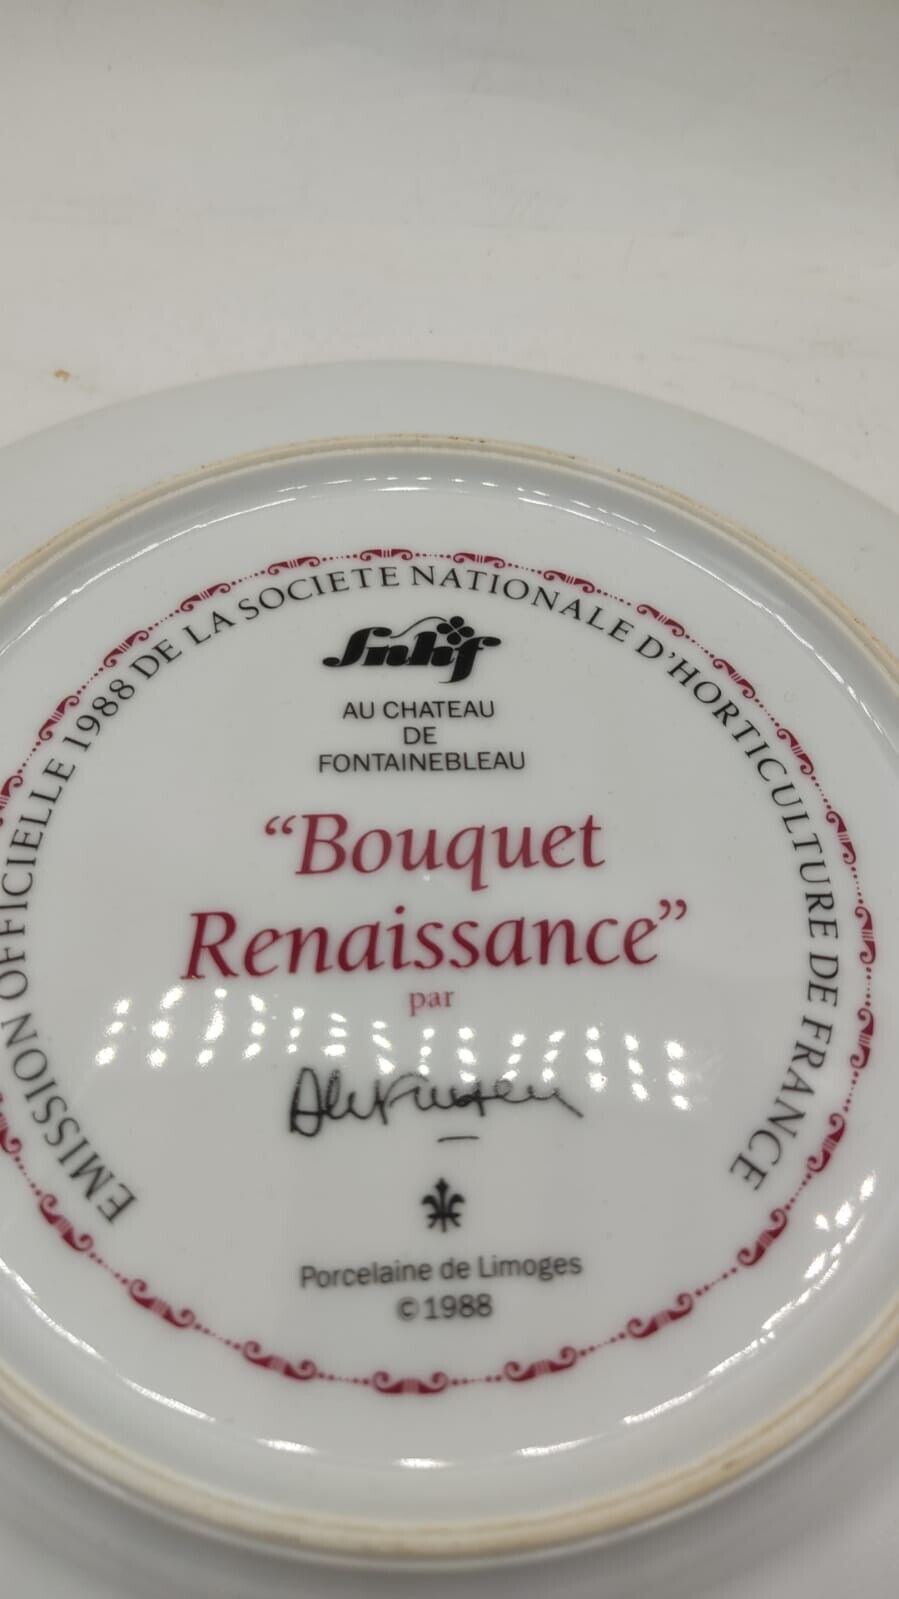 EMISSION OFFICIELLE 1988 DE LA SOCIETE NATIONALE D'HORTICULTURE DE FRANCE
Snhf
AU CHATEAU
DE
FONTAINEBLEAU
“Bouquet
Renaissance”
par
Porcelaine de Limoges
© 1988